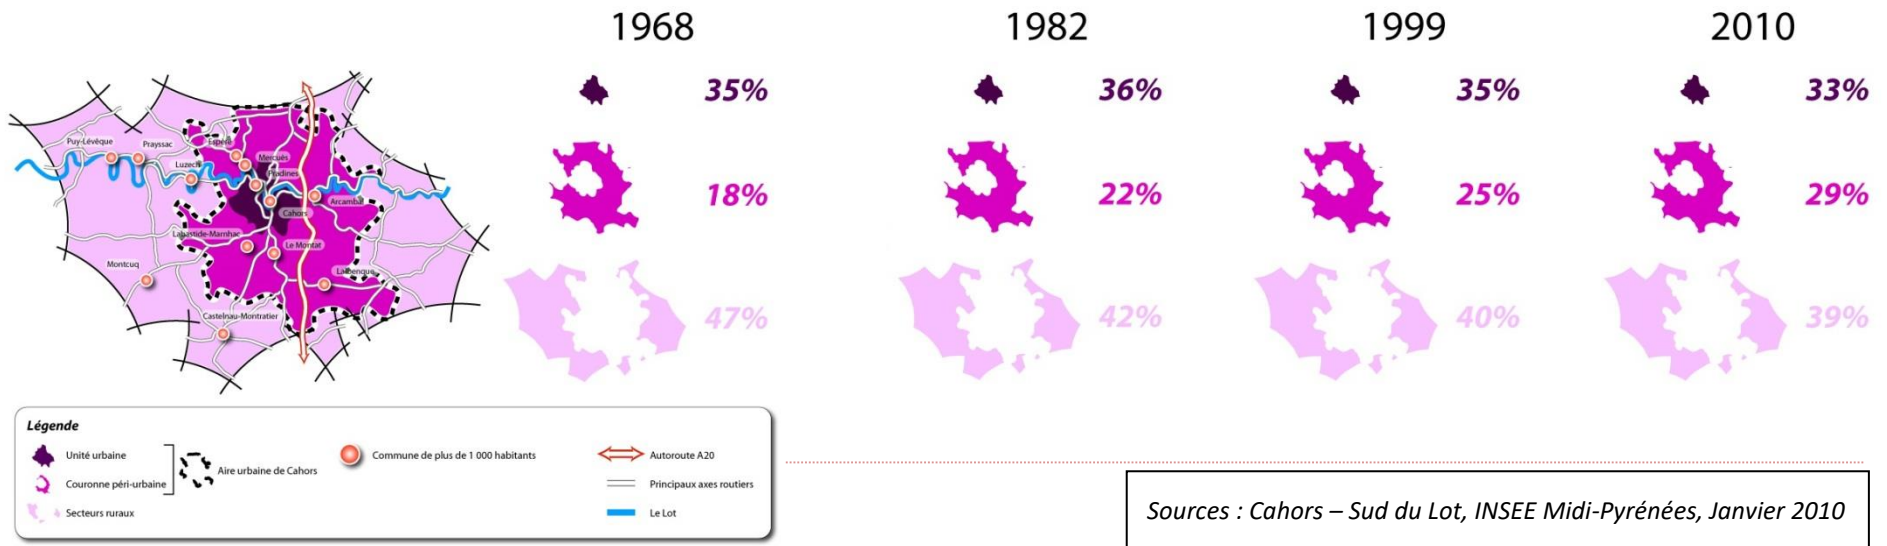 1968
1982
1999
2010
35%
36%
35%
33%
18%
22%
25%
29%
47%
42%
40%
39%
Puy-Lévèque
Prayssac
Espère
Luzech
Mercuès
Pradines
Arcambal
Cahors
Labastide-Marnhac
Le Montat
Montcuq
Lalbenque
Castelnau-Montratier
Légende
Unité urbaine
Couronne péri-urbaine
Aire urbaine de Cahors
Secteurs ruraux
Commune de plus de 1 000 habitants
Autoroute A20
Principaux axes routiers
Le Lot
Sources : Cahors – Sud du Lot, INSEE Midi-Pyrénées, Janvier 2010